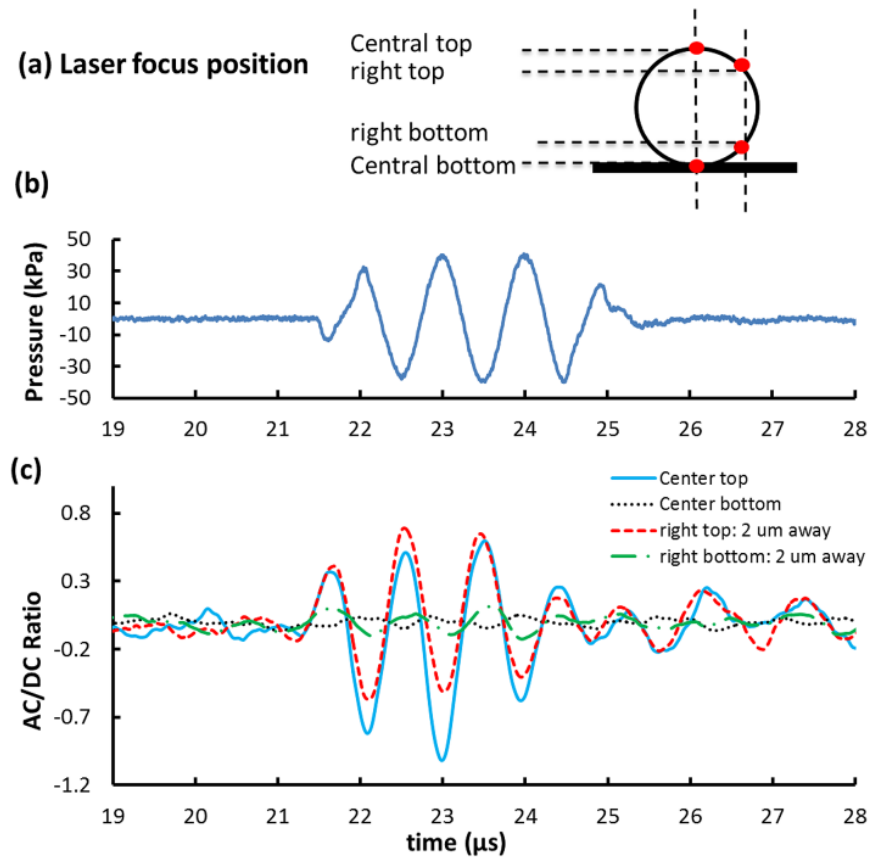 Central top
(a) Laser focus position
right top
right bottom
Central bottom
(b)
50
30
10
-10
-30
-50
Pressure (kPa)
19 20 21 22 23 24 25 26 27 28
(c)
Center top
Center bottom
right top: 2 um away
right bottom: 2 um away
0.8
0.3
-0.2
-0.7
-1.2
AC/DC Ratio
19 20 21 22 23 24 25 26 27 28
time (µs)